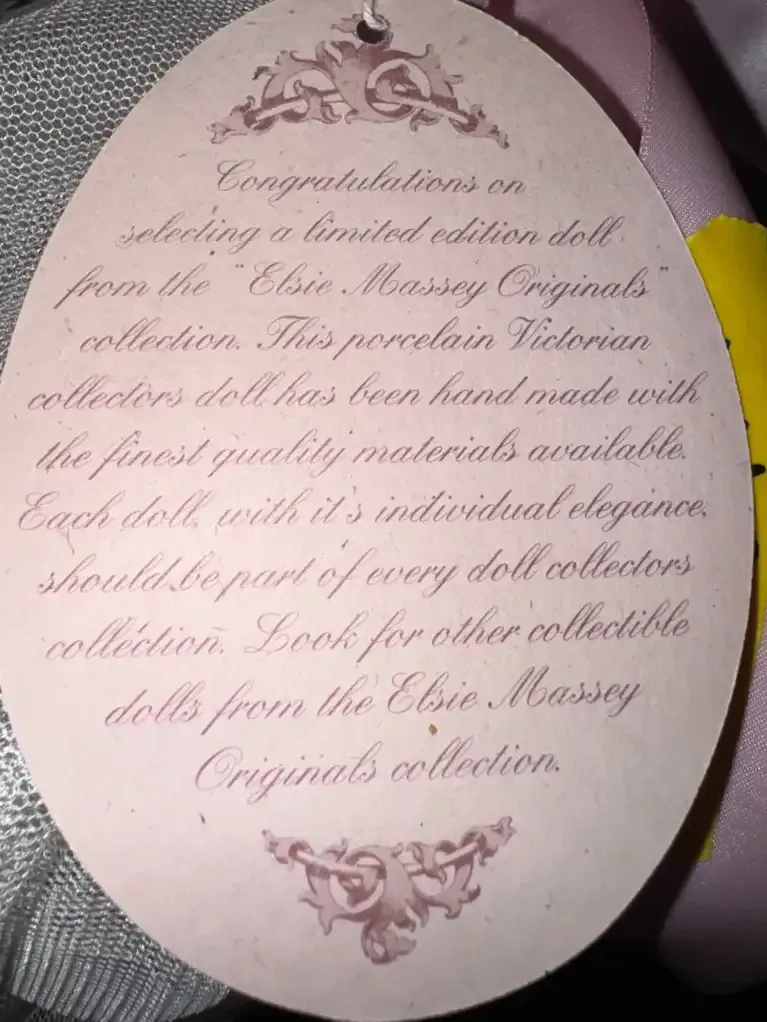 Congratulations on
selecting a limited edition doll
from the "Elsie Massey Originals"
collection. This porcelain Victorian
collectors doll has been hand made with
the finest quality materials available.
Each doll, with it's individual elegance,
should be part of every doll collectors
collection. Look for other collectible
dolls from the Elsie Massey
Originals collection.